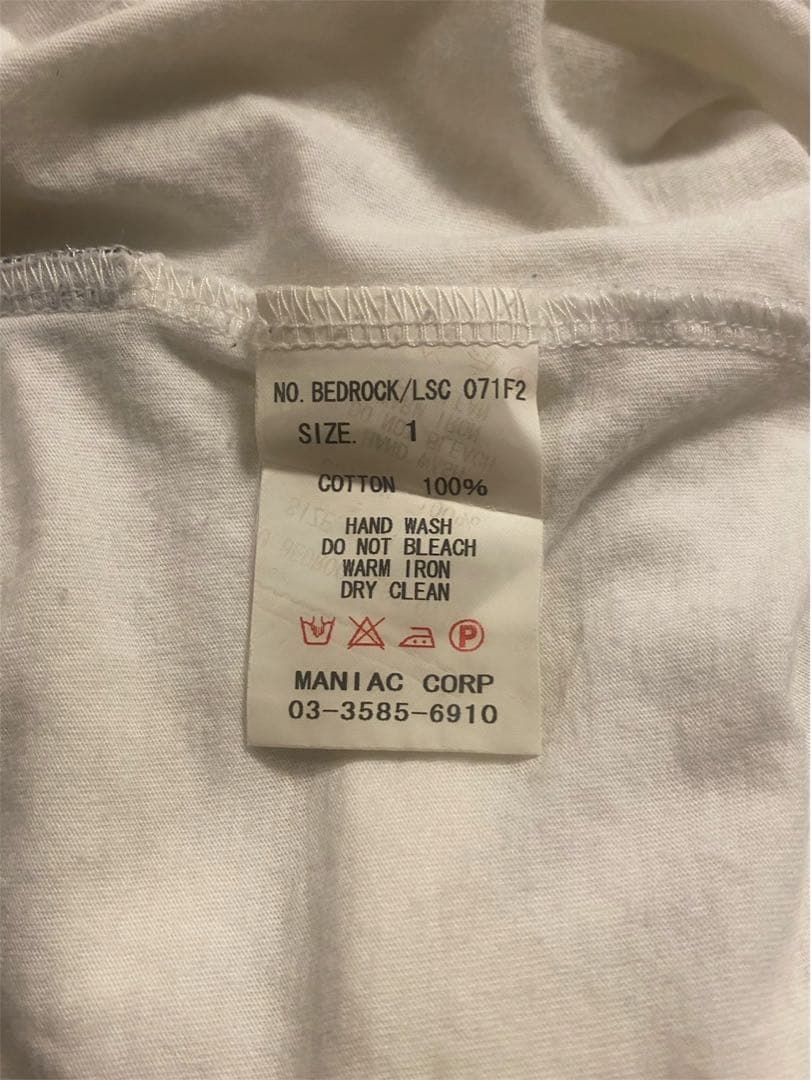 NO. BEDROCK/LSC 071F2
SIZE. 1
COTTON 100%
HAND WASH
DO NOT BLEACH
WARM IRON
DRY CLEAN
P
MANIAC CORP
03-3585-6910